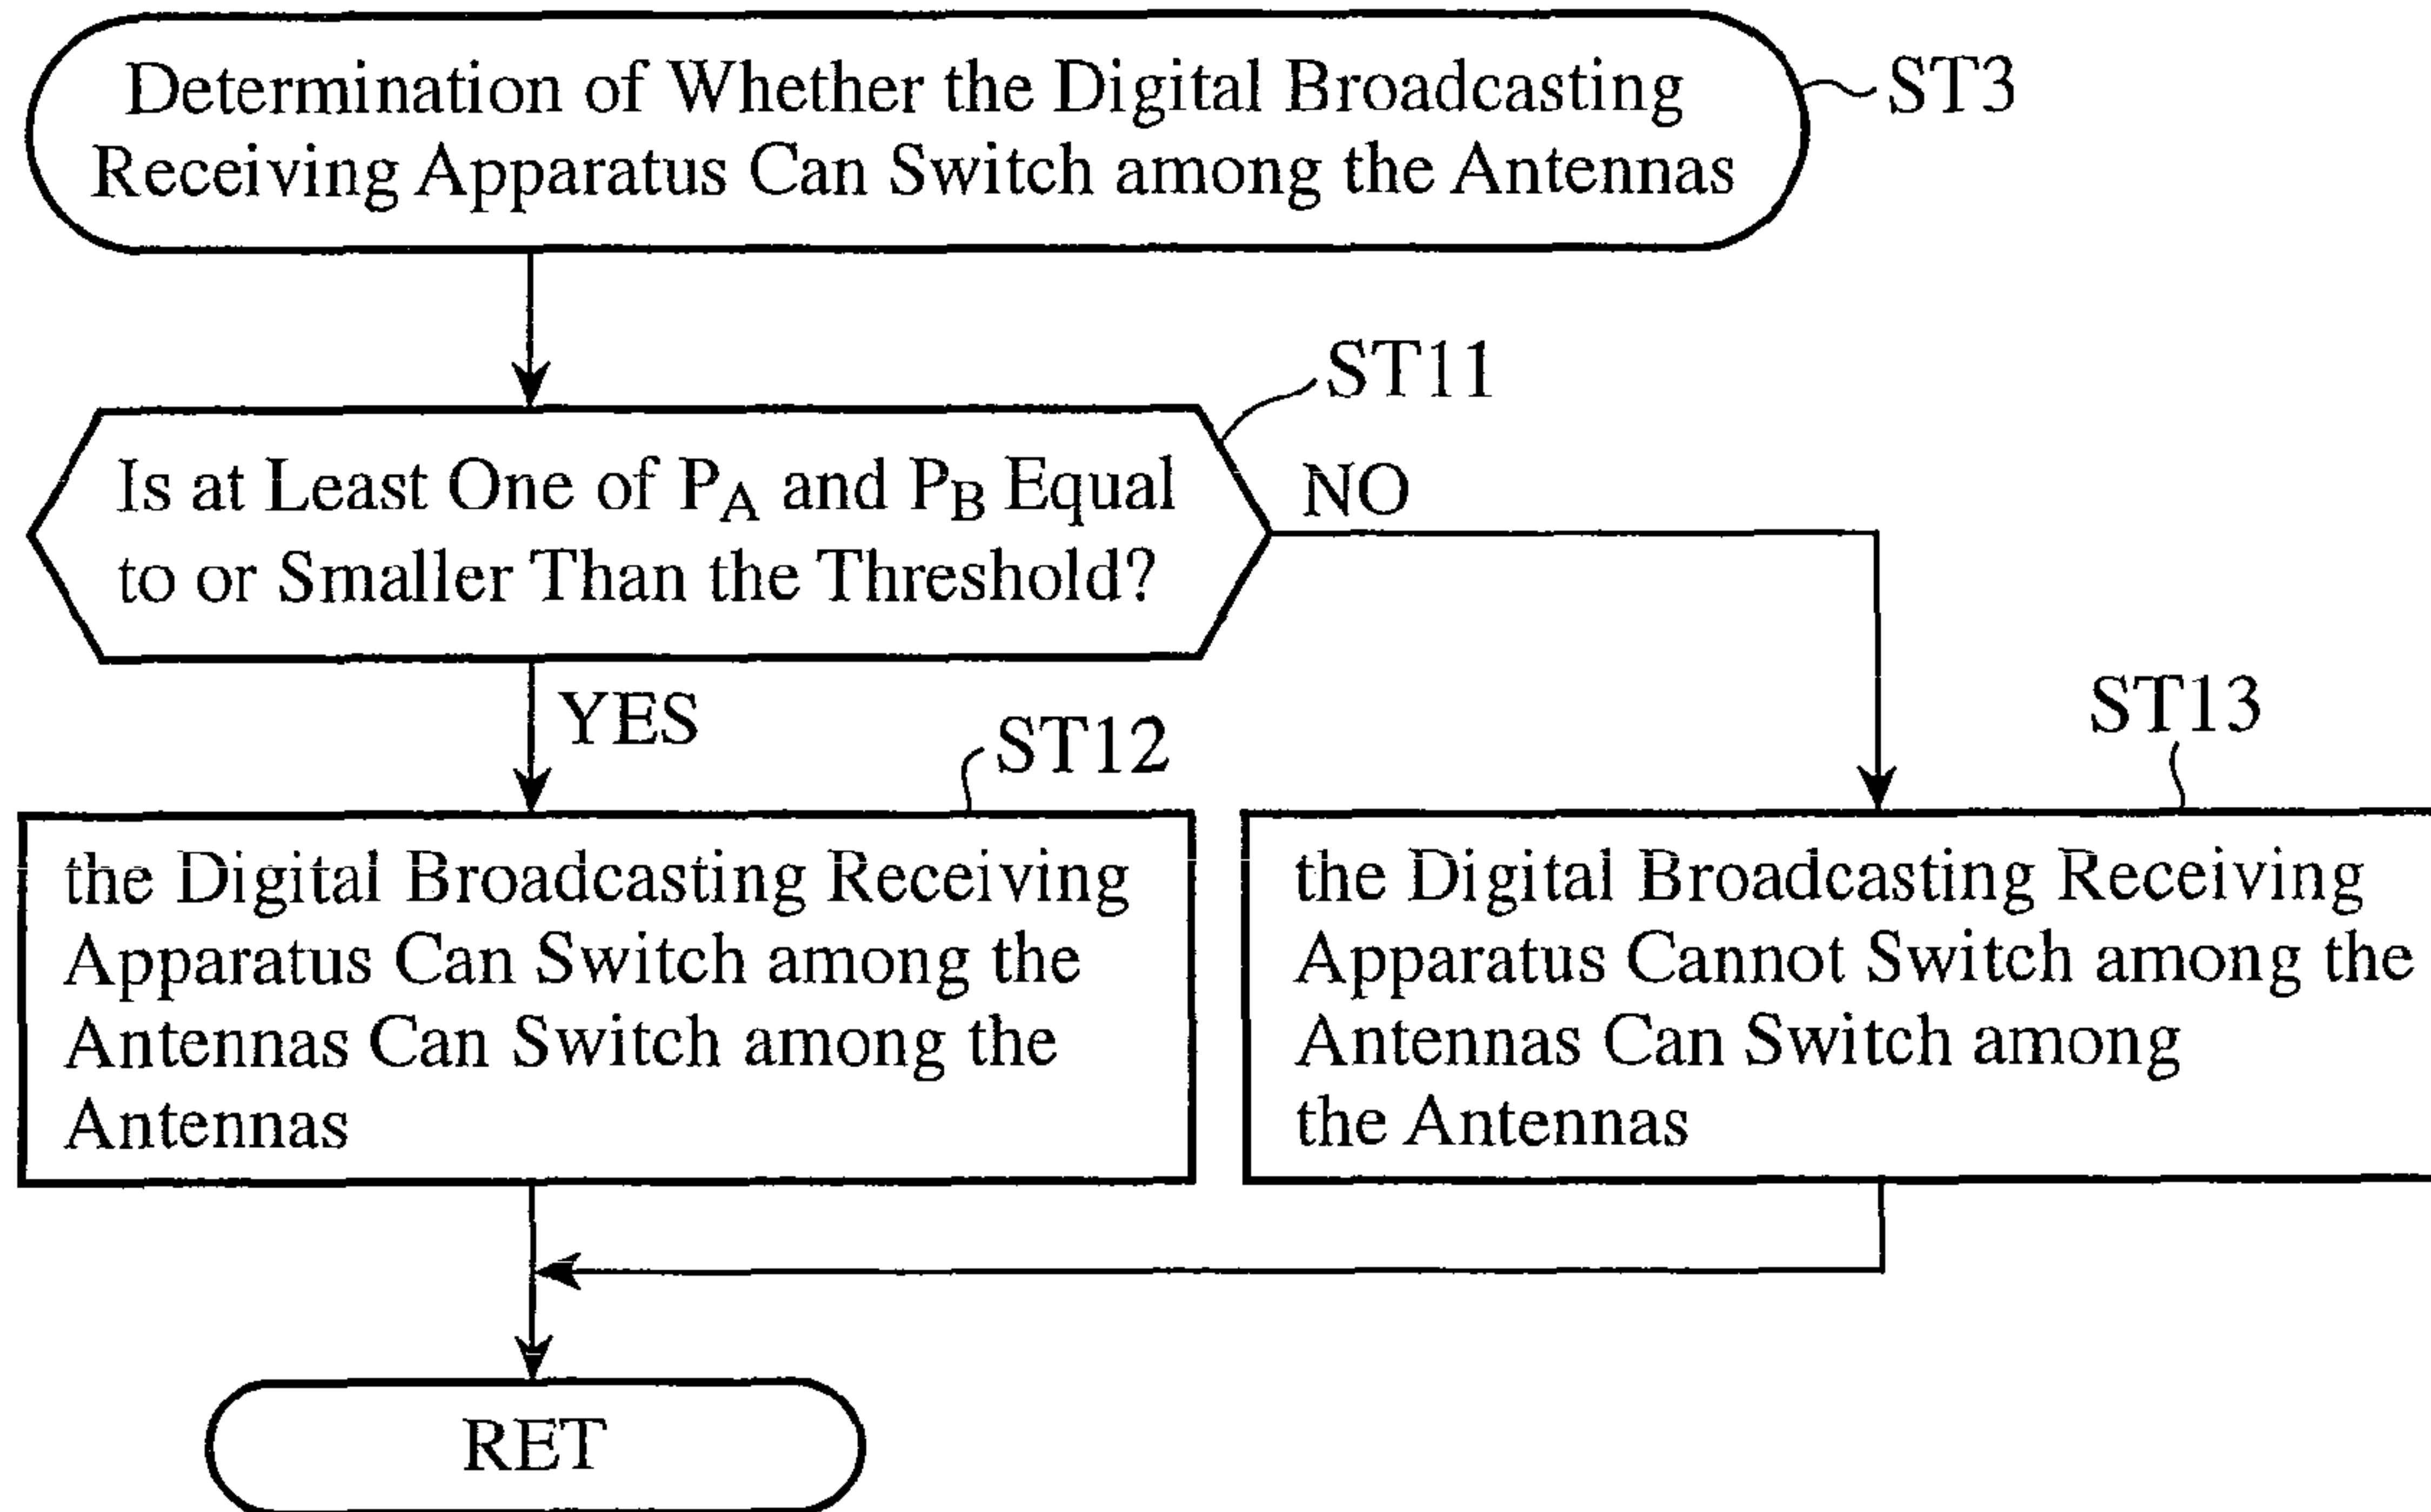 Determination of Whether the Digital Broadcasting
Receiving Apparatus Can Switch among the Antennas
ST3
ST11
Is at Least One of PA and PB Equal
to or Smaller Than the Threshold?
NO
YES
ST12
ST13
the Digital Broadcasting Receiving
Apparatus Can Switch among the
Antennas Can Switch among the
Antennas
the Digital Broadcasting Receiving
Apparatus Cannot Switch among the
Antennas Can Switch among
the Antennas
RET